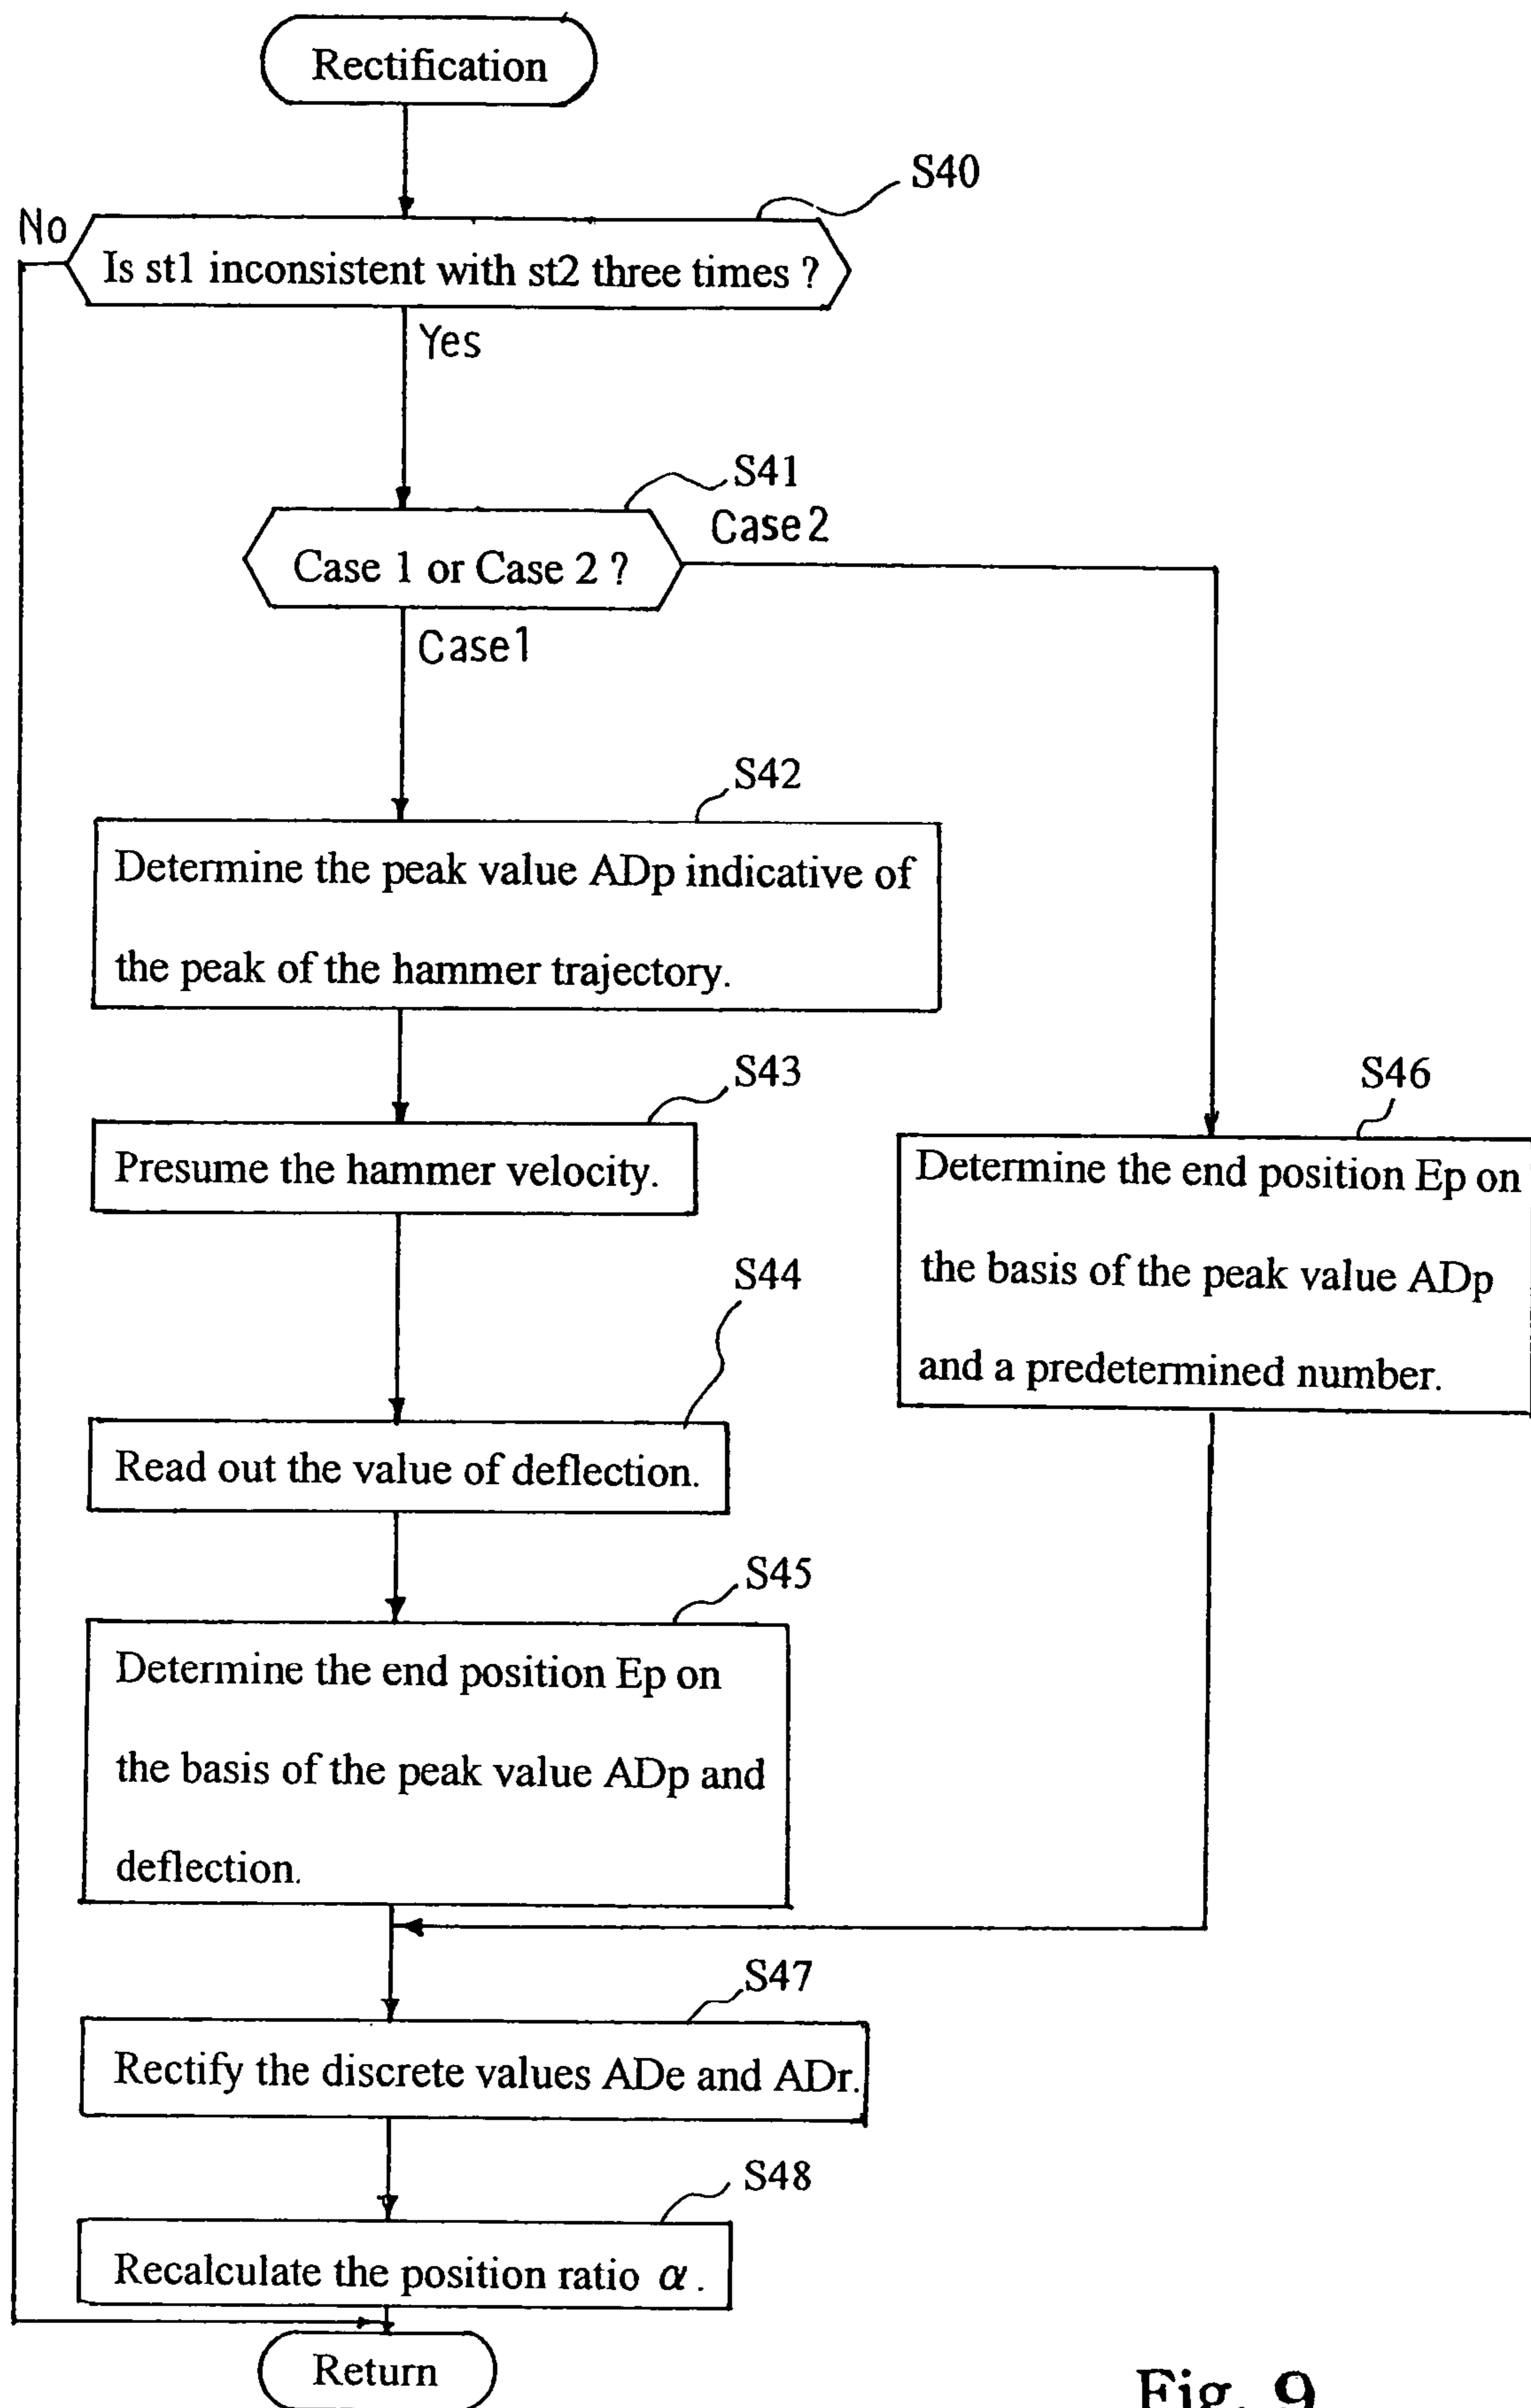 Rectification
S40
No
Is st1 inconsistent with st2 three times ?
Yes
S41
Case2
Case 1 or Case 2 ?
Case1
S42
Determine the peak value ADp indicative of
the peak of the hammer trajectory.
S43
Presume the hammer velocity.
S44
Read out the value of deflection.
S45
Determine the end position Ep on
the basis of the peak value ADp and
deflection.
S46
Determine the end position Ep on
the basis of the peak value ADp
and a predetermined number.
S47
Rectify the discrete values ADe and ADr.
S48
Recalculate the position ratio α .
Return
Fig. 9